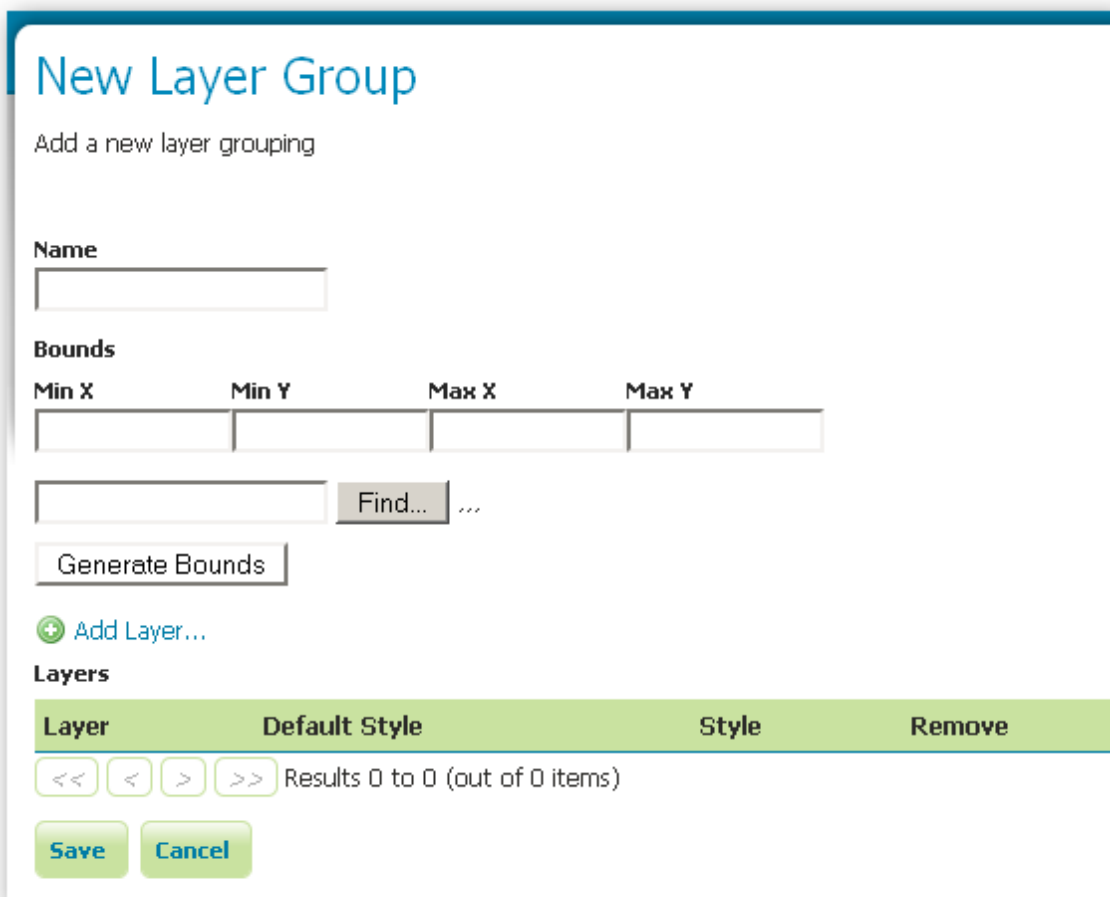 New Layer Group
Add a new layer grouping
Name
Bounds
Min X Min Y Max X Max Y
Find... ...
Generate Bounds
Add Layer...
Layers
Layer Default Style Style Remove
<< < > >> Results 0 to 0 (out of 0 items)
Save Cancel